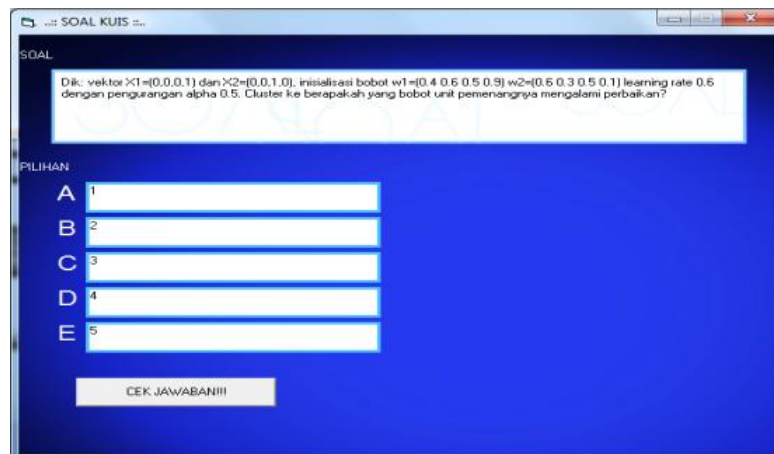 ..:: SOAL KUIS ::..
SOAL
Dik: vektor X1=(0,0,0,1) dan X2=(0,0,1,0), inisialisasi bobot w1=(0.4 0.6 0.5 0.9) w2=(0.6 0.3 0.5 0.1) learning rate 0.6
dengan pengurangan alpha 0.5. Cluster ke berapakah yang bobot unit pemenangnya mengalami perbaikan?
PILIHAN
A 1
B 2
C 3
D 4
E 5
CEK JAWABAN!!!